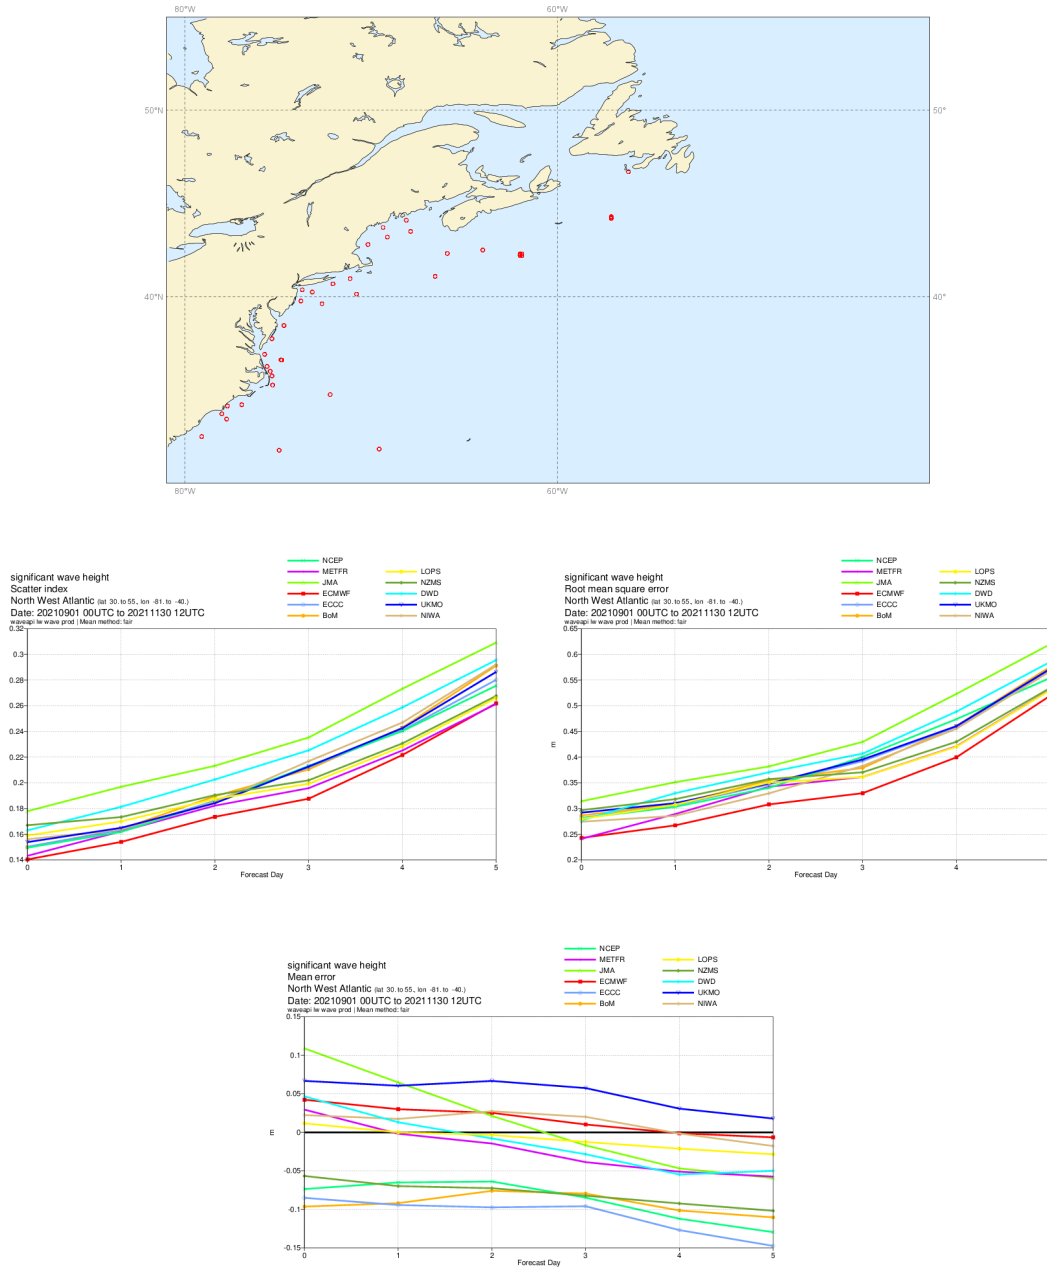 80°W 60°W
50°N 50°
40°N 40°
80°W 60°W
significant wave height
Scatter index
North West Atlantic (lat 30. to 55., lon -81. to -40.)
Date: 20210901 00UTC to 20211130 12UTC
waveapi lw wave prod | Mean method: fair
NCEP
METFR LOPS
JMA NZMS
ECMWF DWD
ECCC UKMO
BoM NIWA
0.32
0.3
0.28
0.26
0.24
0.22
0.2
0.18
0.16
0.14
0 1 2 3 4 5
Forecast Day
significant wave height
Root mean square error
North West Atlantic (lat 30. to 55., lon -81. to -40.)
Date: 20210901 00UTC to 20211130 12UTC
waveapi lw wave prod | Mean method: fair
NCEP
METFR LOPS
JMA NZMS
ECMWF DWD
ECCC UKMO
BoM NIWA
0.65
0.6
0.55
0.5
0.45
0.4
0.35
0.3
0.25
0.2
m
0 1 2 3 4
Forecast Day
significant wave height
Mean error
North West Atlantic (lat 30. to 55., lon -81. to -40.)
Date: 20210901 00UTC to 20211130 12UTC
waveapi lw wave prod | Mean method: fair
NCEP
METFR LOPS
JMA NZMS
ECMWF DWD
ECCC UKMO
BoM NIWA
0.15
0.1
0.05
0
-0.05
-0.1
-0.15
m
0 1 2 3 4 5
Forecast Day